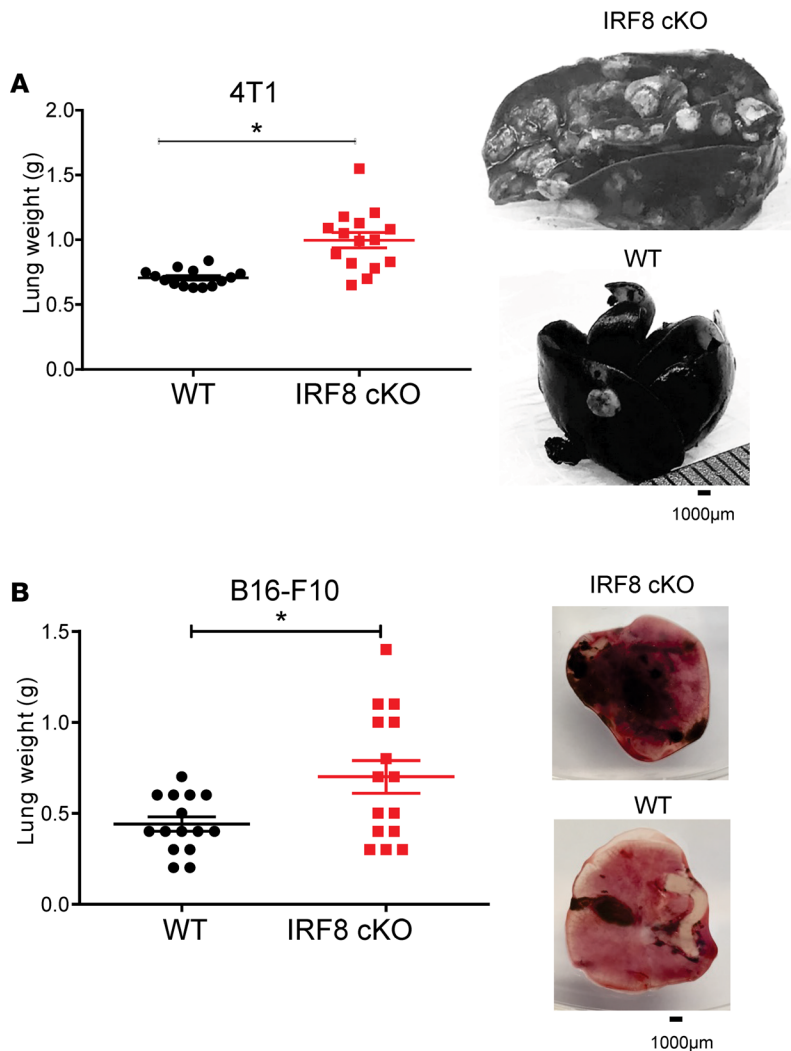 A
4T1
IRF8 cKO
*
Lung weight (g)
2.0
1.5
1.0
0.5
0.0
WT
IRF8 cKO
WT
1000µm
B
B16-F10
IRF8 cKO
*
Lung weight (g)
1.5
1.0
0.5
0.0
WT
IRF8 cKO
WT
1000µm